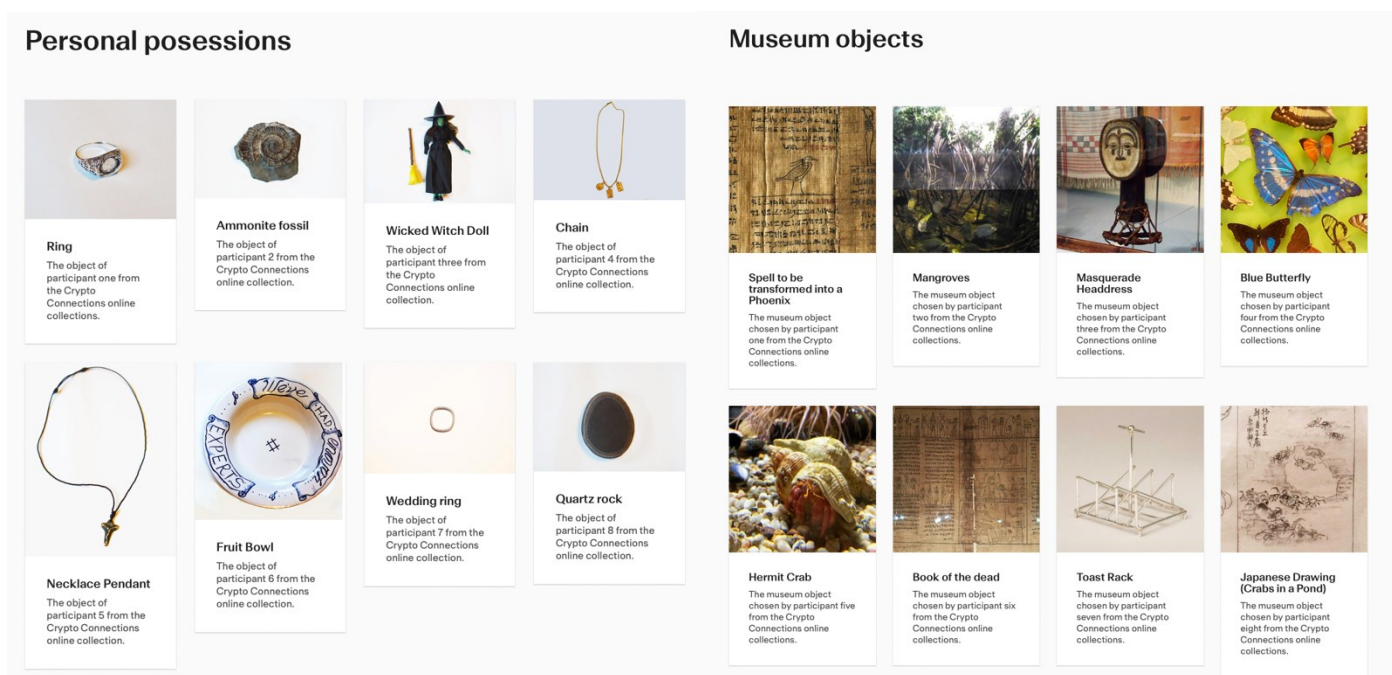 Personal posessions
Ring
The object of
participant one from
the Crypto
Connections online
collections.
Ammonite fossil
The object of
participant 2 from the
Crypto Connections
online collection.
Wicked Witch Doll
The object of
participant three from
the Crypto
Connections online
collection.
Chain
The object of
participant 4 from the
Crypto Connections
online collection.
Necklace Pendant
The object of
participant 5 from the
Crypto Connections
online collection.
I'VE
HAD
enough
EXPERTS
#
Fruit Bowl
The object of
participant 6 from the
Crypto Connections
online collection.
Wedding ring
The object of
participant 7 from the
Crypto Connections
online collection.
Quartz rock
The object of
participant 8 from the
Crypto Connections
online collection.
Museum objects
Spell to be
transformed into a
Phoenix
The museum object
chosen by participant
one from the Crypto
Connections online
collections.
Mangroves
The museum object
chosen by participant
two from the Crypto
Connections online
collections.
Masquerade
Headdress
The museum object
chosen by participant
three from the Crypto
Connections online
collections.
Blue Butterfly
The museum object
chosen by participant
four from the Crypto
Connections online
collections.
Hermit Crab
The museum object
chosen by participant five
from the Crypto
Connections online
collections.
Book of the dead
The museum object
chosen by participant six
from the Crypto
Connections online
collections.
Toast Rack
The museum object
chosen by participant
seven from the Crypto
Connections online
collections.
Japanese Drawing
(Crabs in a Pond)
The museum object
chosen by participant
eight from the Crypto
Connections online
collections.